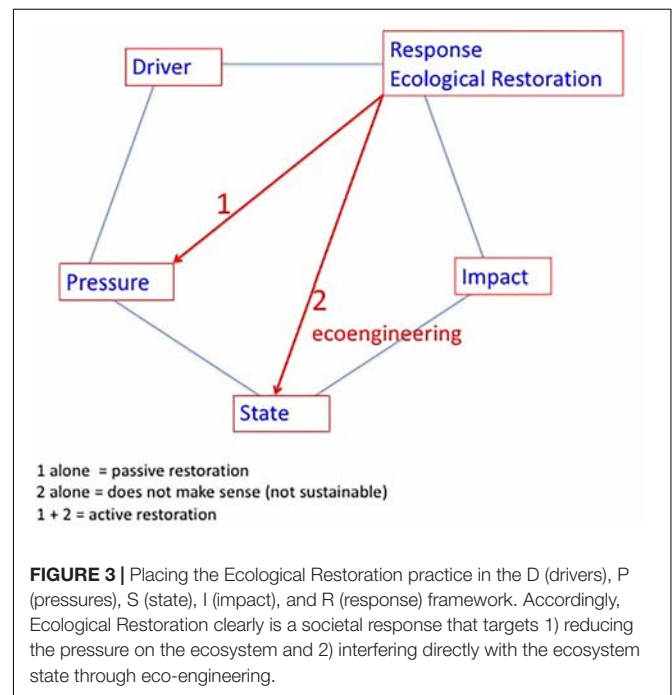 Driver
Response
Ecological Restoration
1
Pressure
Impact
2
ecoengineering
State
1 alone = passive restoration
2 alone = does not make sense (not sustainable)
1 + 2 = active restoration
FIGURE 3 | Placing the Ecological Restoration practice in the D (drivers), P
(pressures), S (state), I (impact), and R (response) framework. Accordingly,
Ecological Restoration clearly is a societal response that targets 1) reducing
the pressure on the ecosystem and 2) interfering directly with the ecosystem
state through eco-engineering.